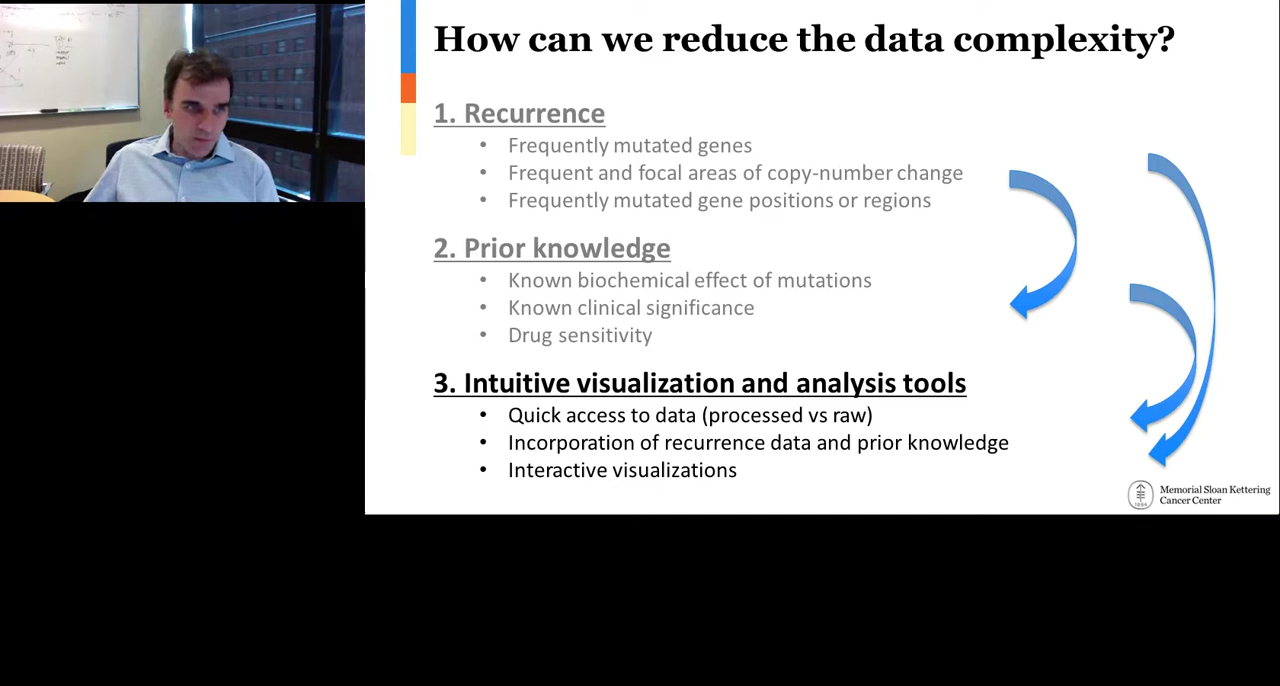 How can we reduce the data complexity?
1. Recurrence
• Frequently mutated genes
• Frequent and focal areas of copy-number change
• Frequently mutated gene positions or regions
2. Prior knowledge
• Known biochemical effect of mutations
• Known clinical significance
• Drug sensitivity
3. Intuitive visualization and analysis tools
• Quick access to data (processed vs raw)
• Incorporation of recurrence data and prior knowledge
• Interactive visualizations
Memorial Sloan Kettering
Cancer Center